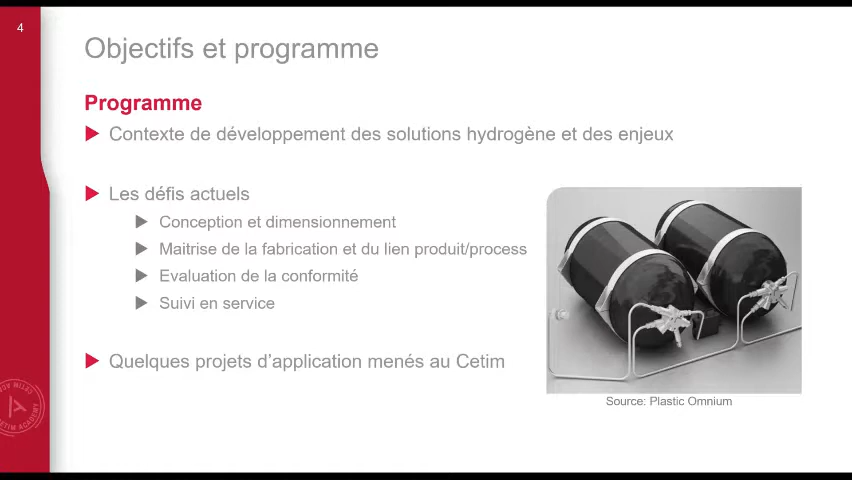 4
Objectifs et programme
Programme
Contexte de développement des solutions hydrogène et des enjeux
Les défis actuels
Conception et dimensionnement
Maitrise de la fabrication et du lien produit/process
Evaluation de la conformité
Suivi en service
Quelques projets d'application menés au Cetim
Source: Plastic Omnium
CETIM ACADEMY